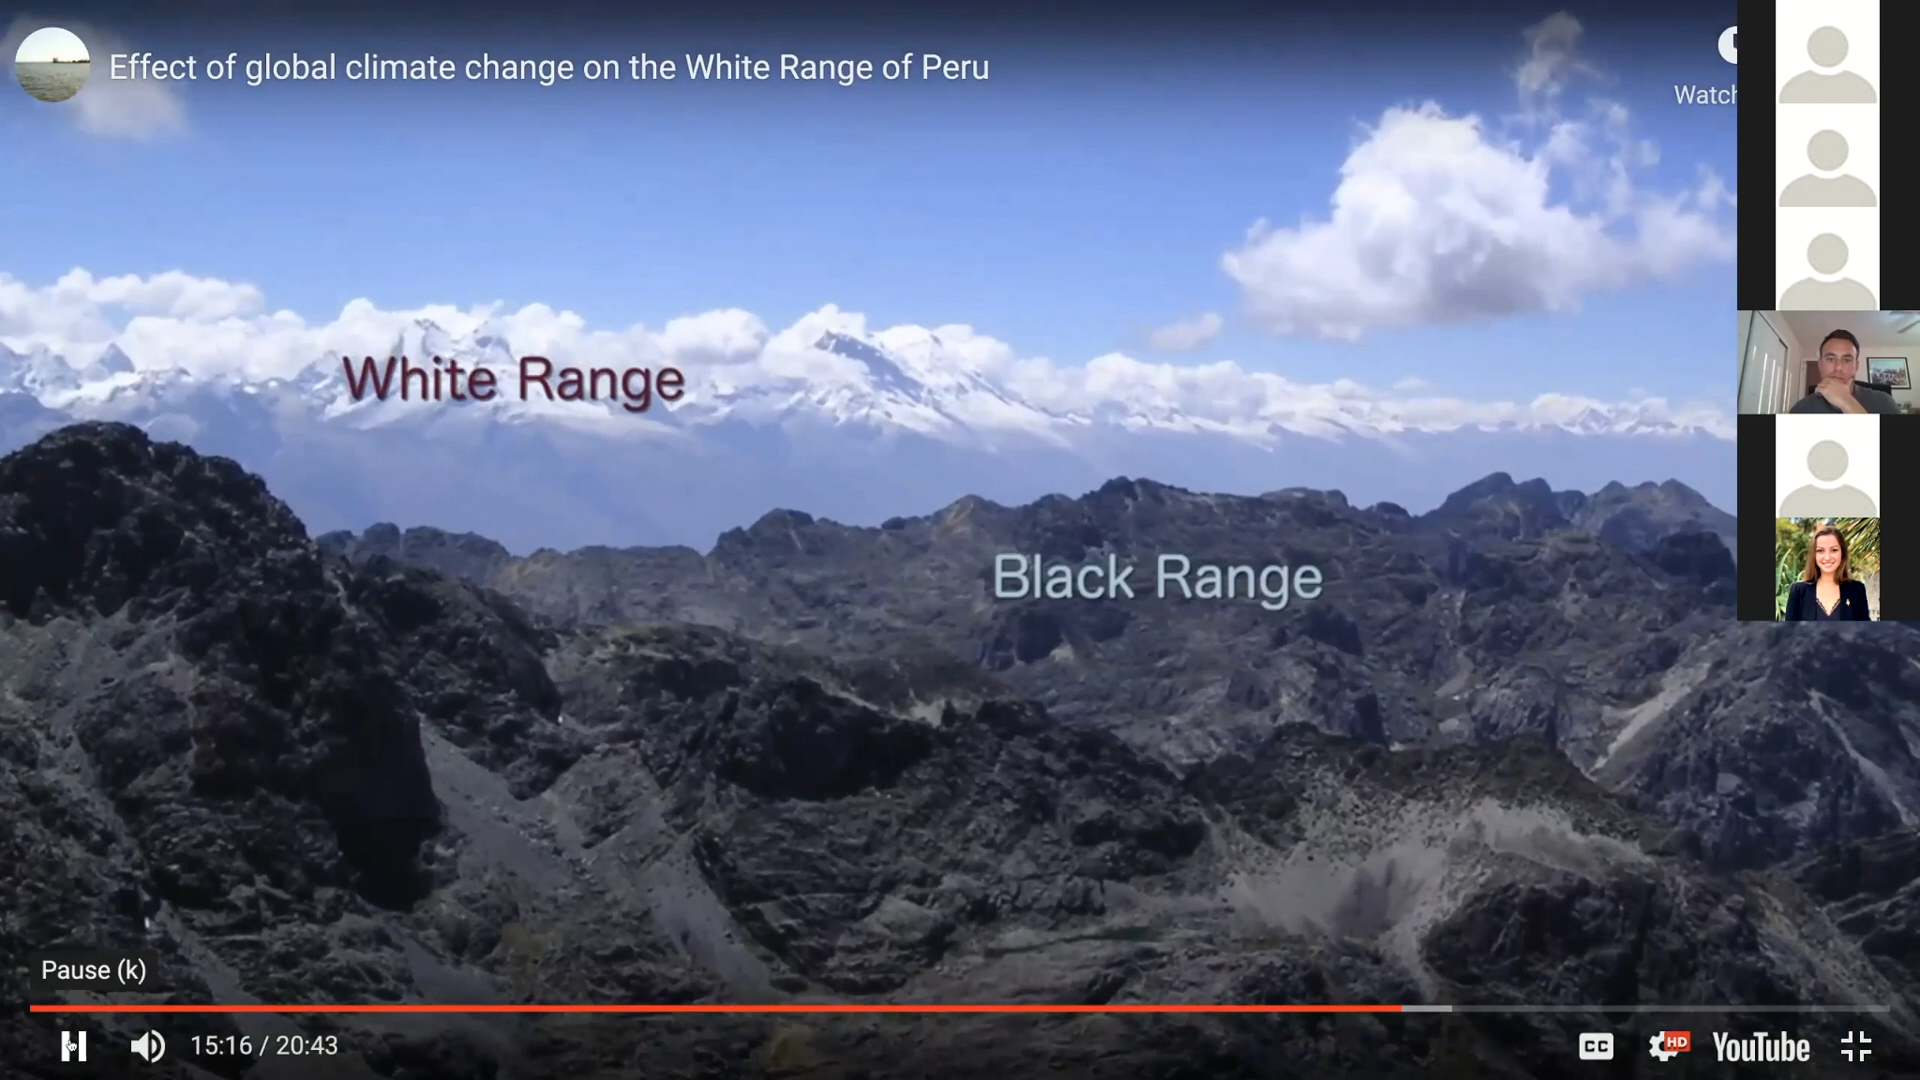 Effect of global climate change on the White Range of Peru
Watch
White Range
Black Range
Pause (k)
15:16 / 20:43
CC
HD
YouTube